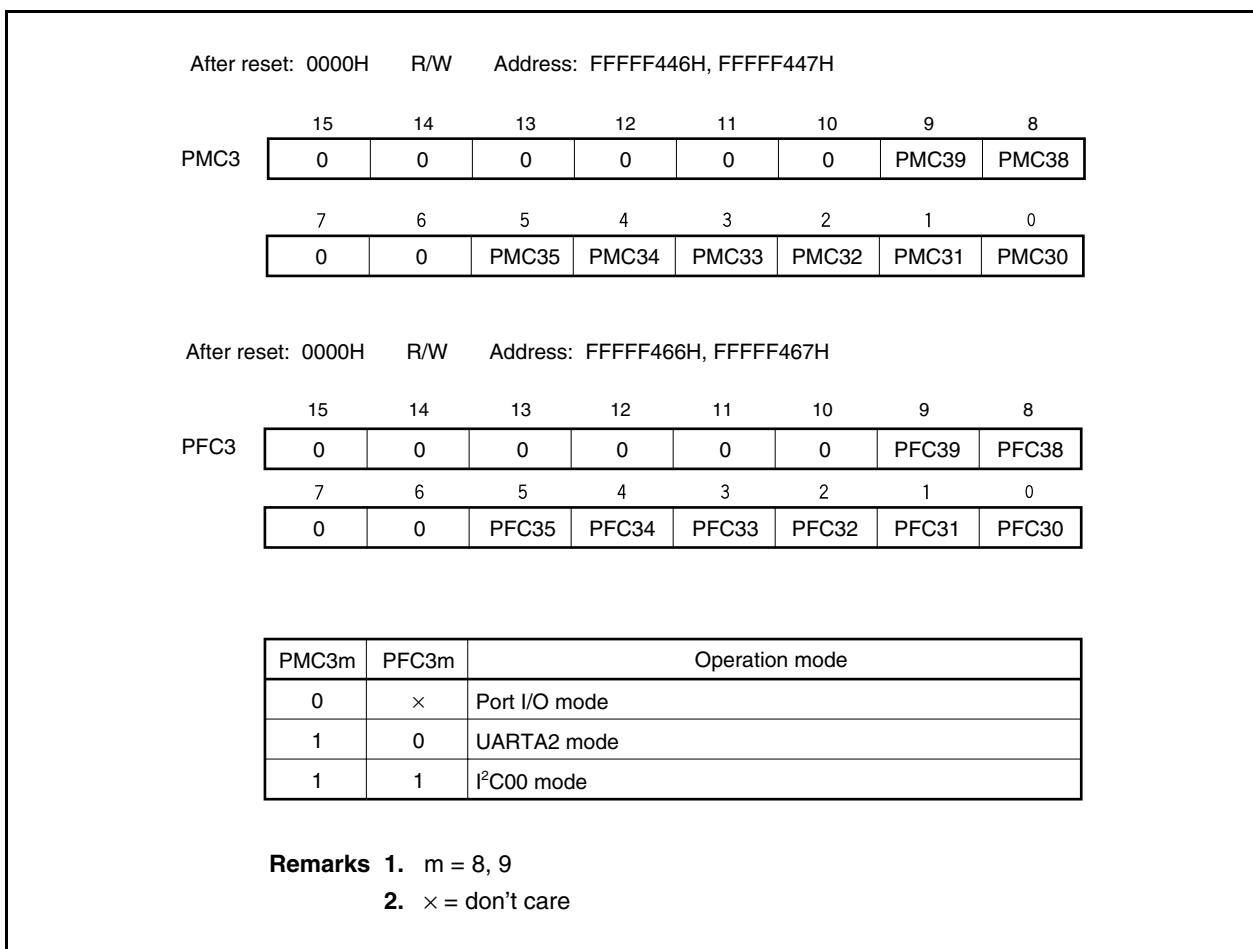 After reset: 0000H R/W Address: FFFFF446H, FFFFF447H
15 14 13 12 11 10 9 8
PMC3 0 0 0 0 0 0 PMC39 PMC38
7 6 5 4 3 2 1 0
0 0 PMC35 PMC34 PMC33 PMC32 PMC31 PMC30
After reset: 0000H R/W Address: FFFFF466H, FFFFF467H
15 14 13 12 11 10 9 8
PFC3 0 0 0 0 0 0 PFC39 PFC38
7 6 5 4 3 2 1 0
0 0 PFC35 PFC34 PFC33 PFC32 PFC31 PFC30
PMC3m PFC3m Operation mode
0 × Port I/O mode
1 0 UARTA2 mode
1 1 I²C00 mode
Remarks 1. m = 8, 9
2. × = don't care